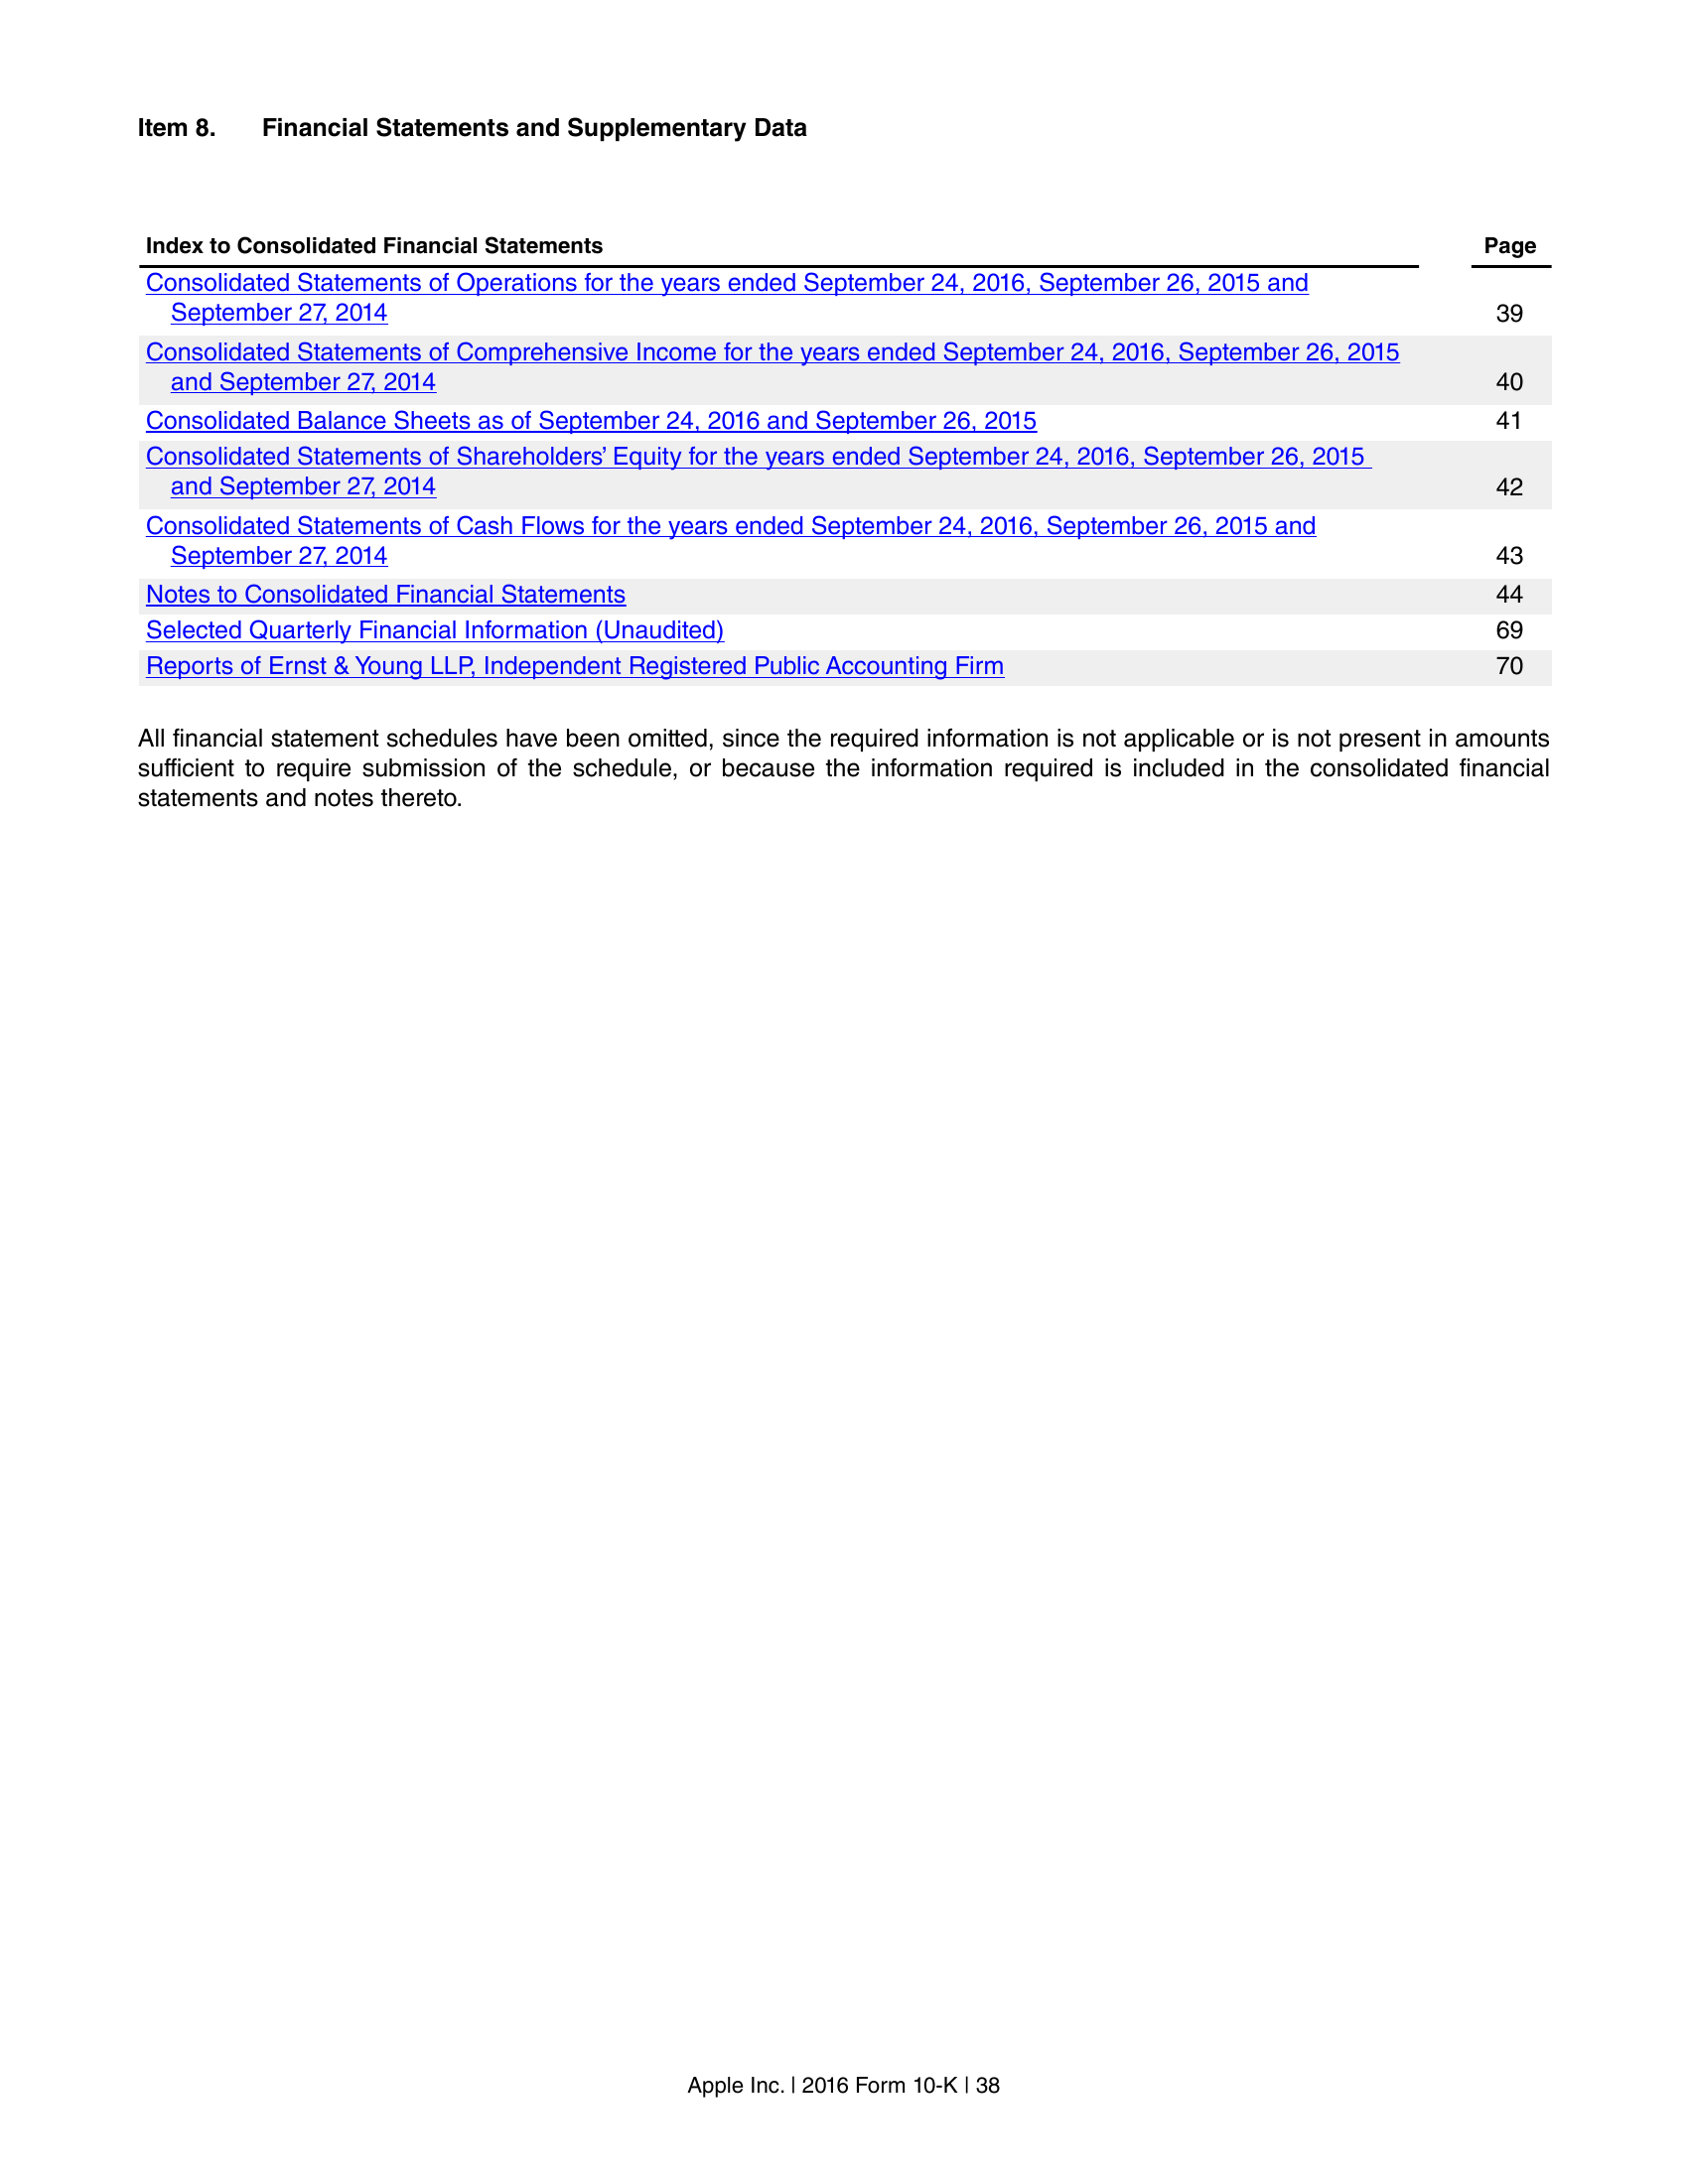 Item 8. Financial Statements and Supplementary Data
Index to Consolidated Financial Statements Page
Consolidated Statements of Operations for the years ended September 24, 2016, September 26, 2015 and
September 27, 2014 39
Consolidated Statements of Comprehensive Income for the years ended September 24, 2016, September 26, 2015
and September 27, 2014 40
Consolidated Balance Sheets as of September 24, 2016 and September 26, 2015 41
Consolidated Statements of Shareholders’ Equity for the years ended September 24, 2016, September 26, 2015
and September 27, 2014 42
Consolidated Statements of Cash Flows for the years ended September 24, 2016, September 26, 2015 and
September 27, 2014 43
Notes to Consolidated Financial Statements 44
Selected Quarterly Financial Information (Unaudited) 69
Reports of Ernst & Young LLP, Independent Registered Public Accounting Firm 70
All financial statement schedules have been omitted, since the required information is not applicable or is not present in amounts
sufficient to require submission of the schedule, or because the information required is included in the consolidated financial
statements and notes thereto.
Apple Inc. | 2016 Form 10-K | 38